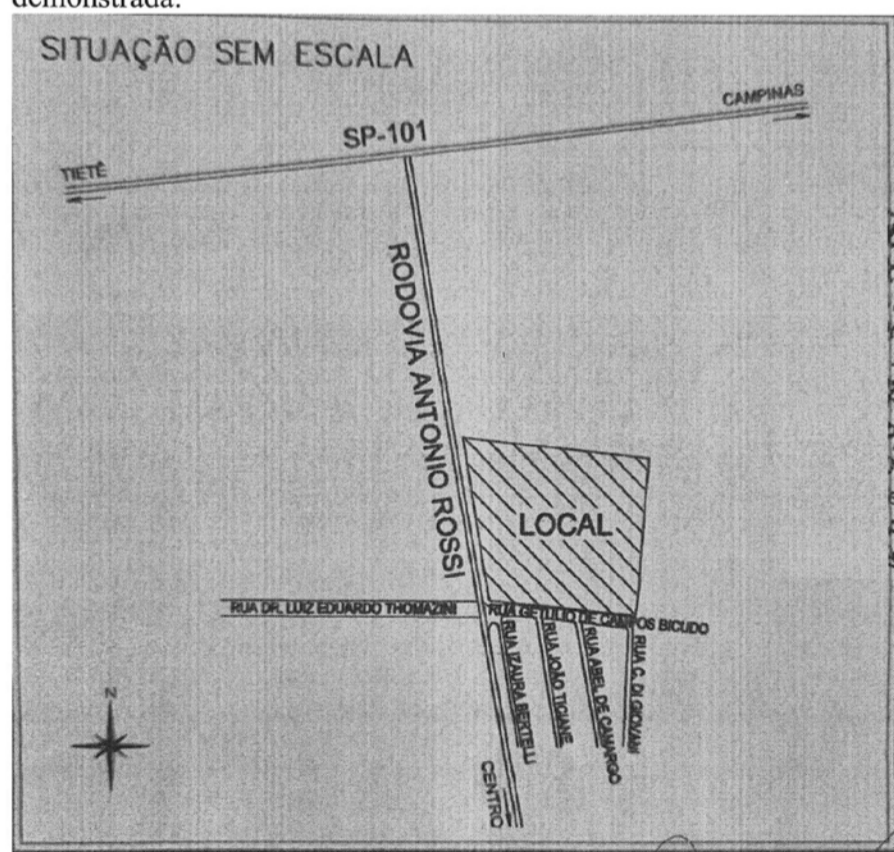 demonstrada.
SITUAÇÃO SEM ESCALA
CAMPINAS
SP-101
TIETÊ
RODOVIA ANTONIO ROSSI
LOCAL
RUA DR. LUIZ EDUARDO THOMAZINI
RUA GETULIO DE CAMPOS BICUDO
RUA IZAURA BERTELLI
RUA JOÃO TICIANE
RUA ABEL DE CAMARGO
RUA C. DI GIOVANI
N
CENTRO